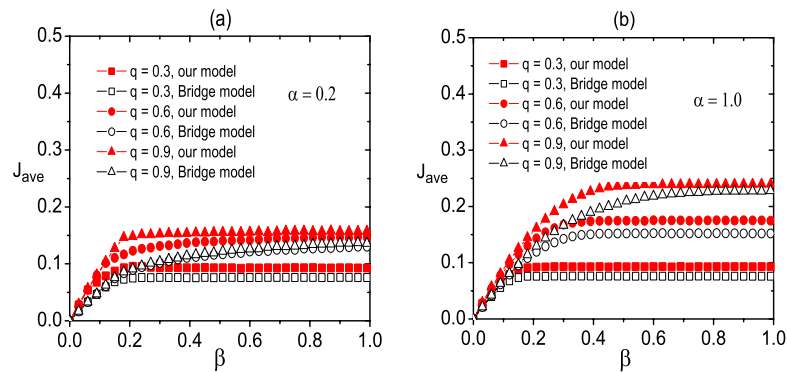 (a)
0.5
0.4
0.3
0.2
0.1
0.0
J_ave
q = 0.3, our model
q = 0.3, Bridge model
q = 0.6, our model
q = 0.6, Bridge model
q = 0.9, our model
q = 0.9, Bridge model
α = 0.2
0.0 0.2 0.4 0.6 0.8 1.0
β
(b)
0.5
0.4
0.3
0.2
0.1
0.0
J_ave
q = 0.3, our model
q = 0.3, Bridge model
q = 0.6, our model
q = 0.6, Bridge model
q = 0.9, our model
q = 0.9, Bridge model
α = 1.0
0.0 0.2 0.4 0.6 0.8 1.0
β